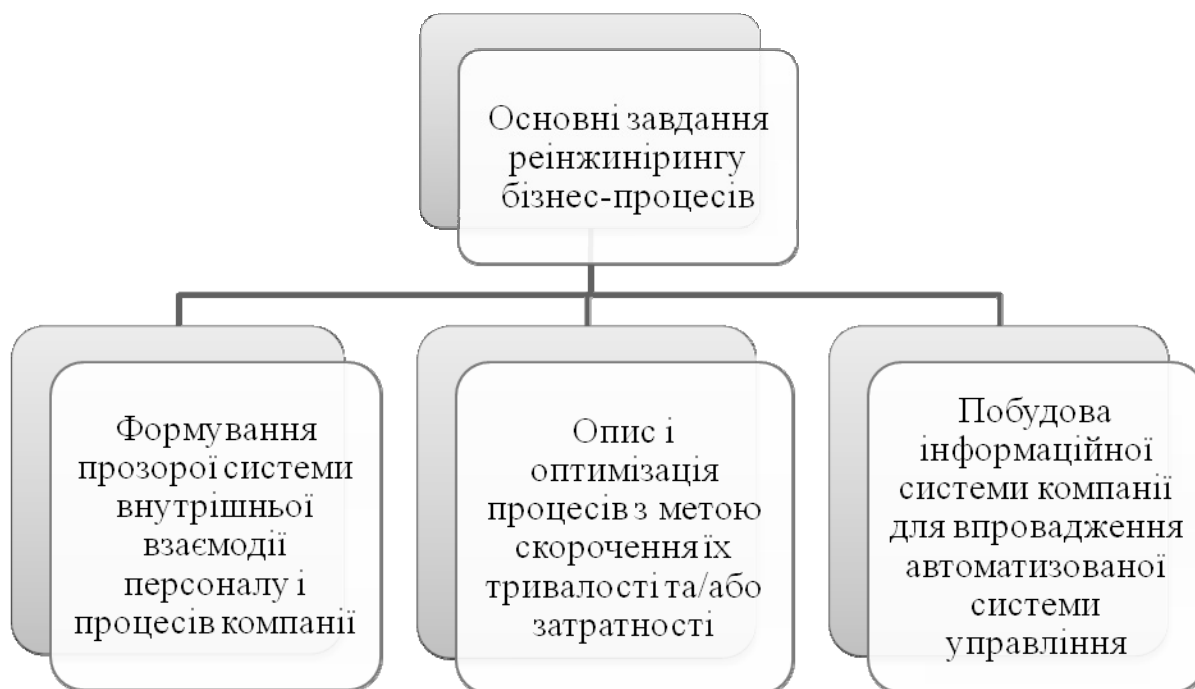 Основні завдання
реінжинірингу
бізнес-процесів
Формування
прозорої системи
внутрішньої
взаємодії
персоналу і
процесів компанії
Опис і
оптимізація
процесів з метою
скорочення їх
тривалості та/або
затратності
Побудова
інформаційної
системи компанії
для впровадження
автоматизованої
системи
управління